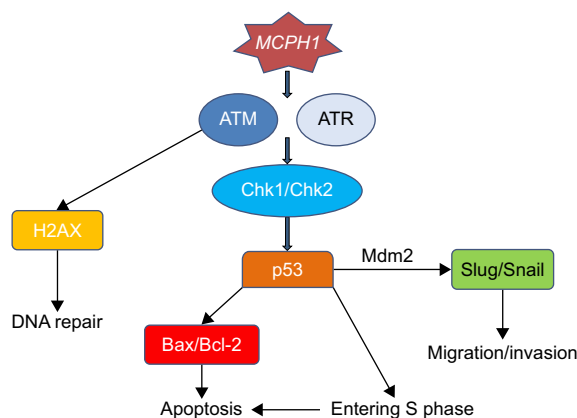 MCPH1
ATM
ATR
Chk1/Chk2
H2AX
p53
Mdm2
Slug/Snail
DNA repair
Bax/Bcl-2
Migration/invasion
Apoptosis
Entering S phase